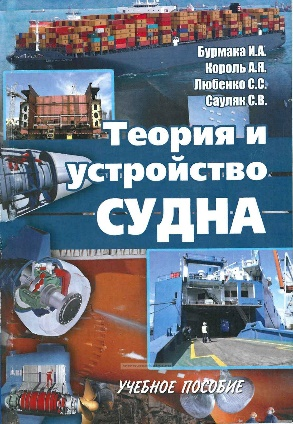 Бурмака И.А.
Король А.Я.
Любенко С.С.
Сауляк С.В.
Теория и
устройство
СУДНА
УЧЕБНОЕ ПОСОБИЕ